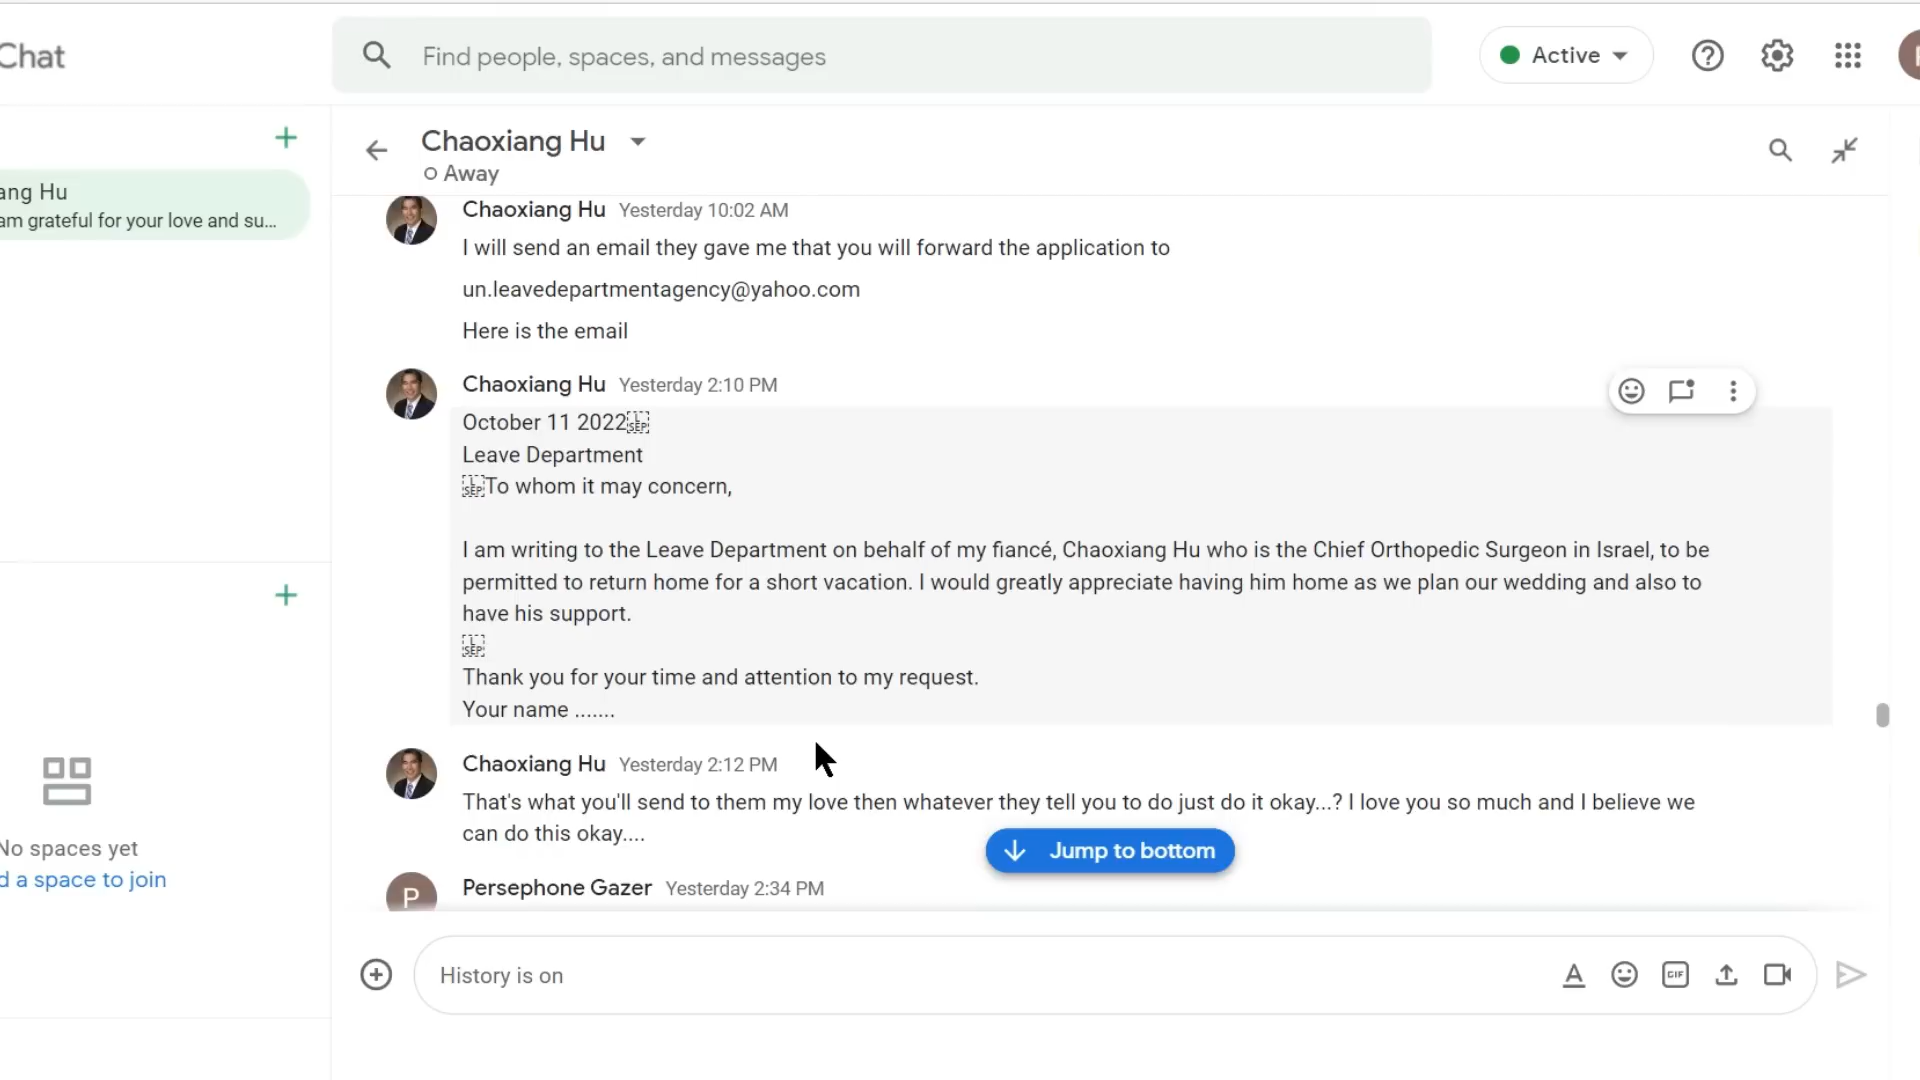 Chat
Find people, spaces, and messages
Active
Chaoxiang Hu
Away
ang Hu
am grateful for your love and su...
Chaoxiang Hu Yesterday 10:02 AM
I will send an email they gave me that you will forward the application to
un.leavedepartmentagency@yahoo.com
Here is the email
Chaoxiang Hu Yesterday 2:10 PM
October 11 2022
Leave Department
To whom it may concern,
I am writing to the Leave Department on behalf of my fiancé, Chaoxiang Hu who is the Chief Orthopedic Surgeon in Israel, to be
permitted to return home for a short vacation. I would greatly appreciate having him home as we plan our wedding and also to
have his support.
Thank you for your time and attention to my request.
Your name .......
Chaoxiang Hu Yesterday 2:12 PM
That's what you'll send to them my love then whatever they tell you to do just do it okay...? I love you so much and I believe we
can do this okay....
Jump to bottom
P
Persephone Gazer Yesterday 2:34 PM
No spaces yet
d a space to join
History is on
GIF